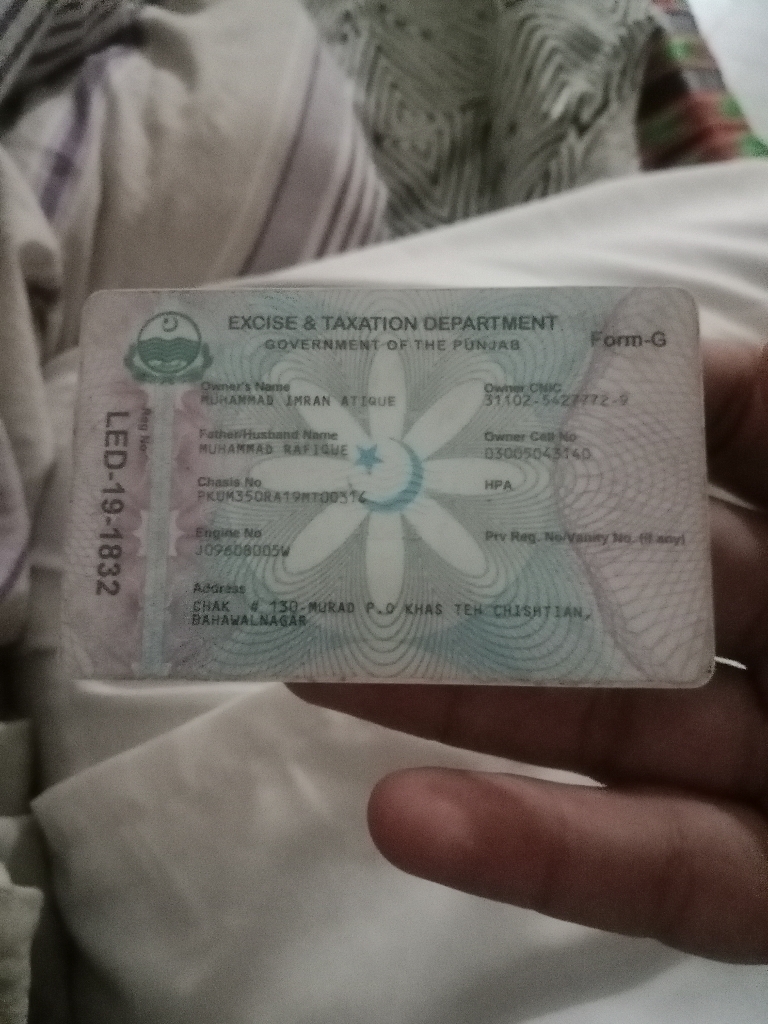 EXCISE & TAXATION DEPARTMENT
GOVERNMENT OF THE PUNJAB
Form-G
Reg No
LED-19-1832
Owner's Name
MUHAMMAD IMRAN ATIQUE
Owner CNIC
31102-5427772-9
Father/Husband Name
MUHAMMAD RAFIQUE
Owner Cell No
03005043140
Chasis No
PKUM350RA19MT00316
HPA
Engine No
J09608005W
Prv Reg. No/Vanity No. (if any)
Address
CHAK # 130-MURAD P.O KHAS TEH CHISHTIAN,
BAHAWALNAGAR